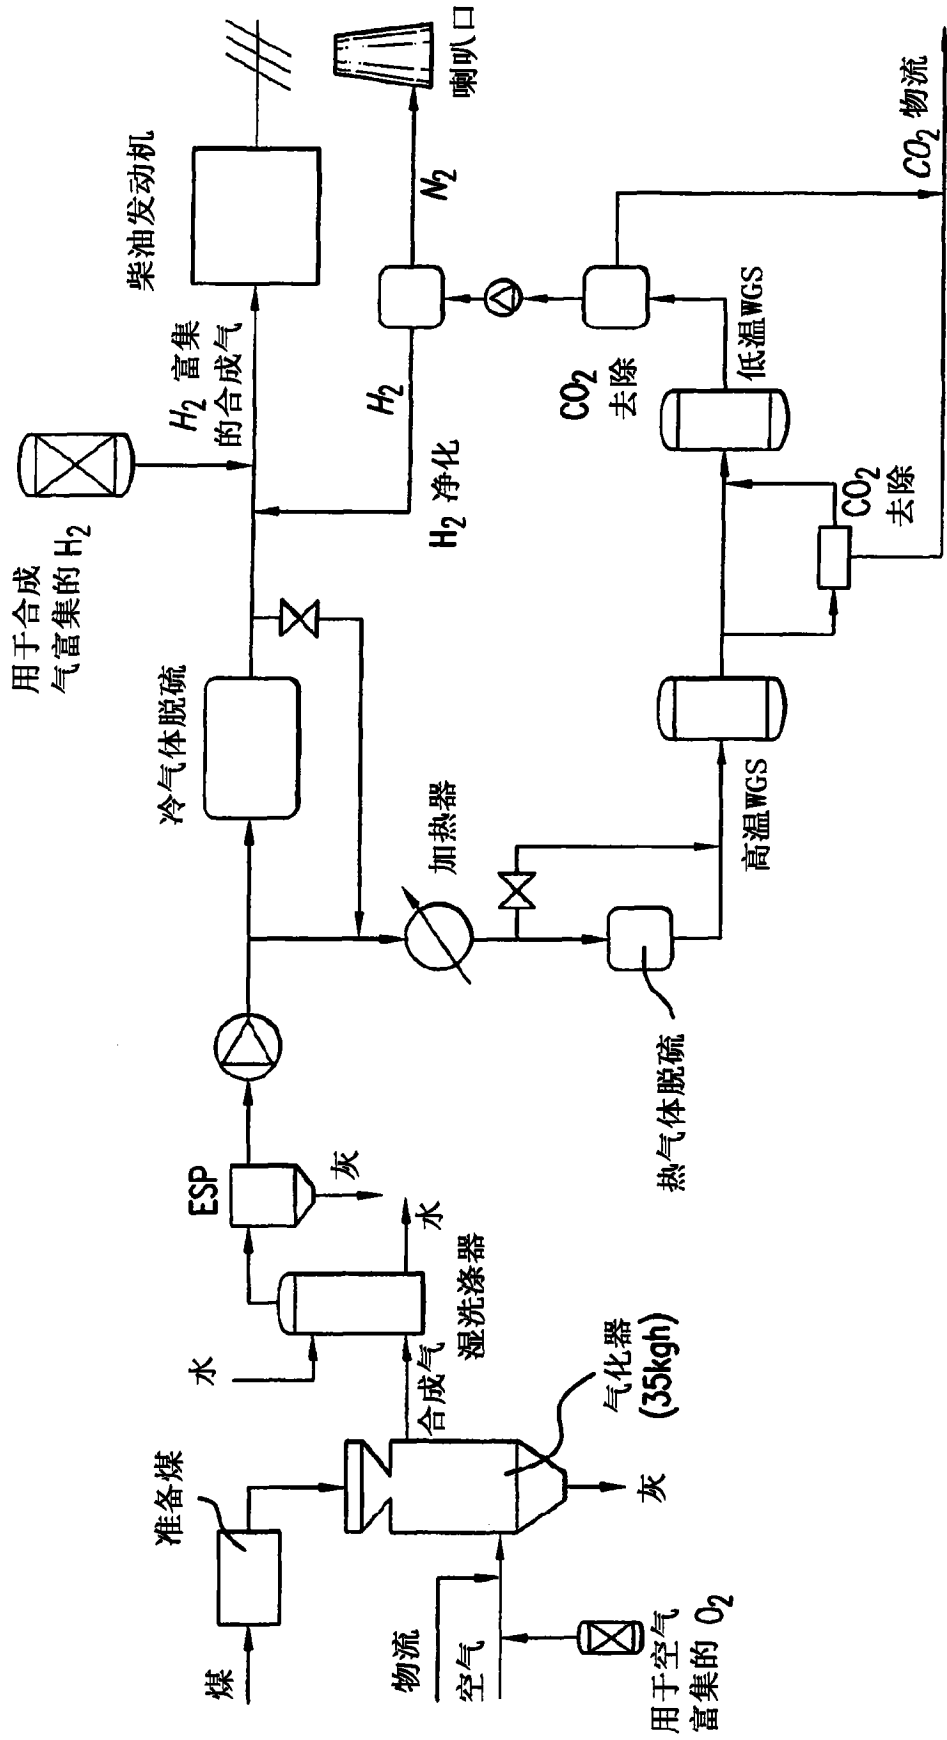 煤
准备煤
物流
空气
用于空气
富集的 O2
灰
气化器
(35kgh)
合成气
水
湿洗涤器
水
ESP
灰
冷气体脱硫
加热器
热气体脱硫
高温WGS
CO2
去除
低温WGS
CO2
去除
CO2 物流
H2 净化
H2
N2
喇叭口
用于合成
气富集的 H2
H2 富集
的合成气
柴油发动机